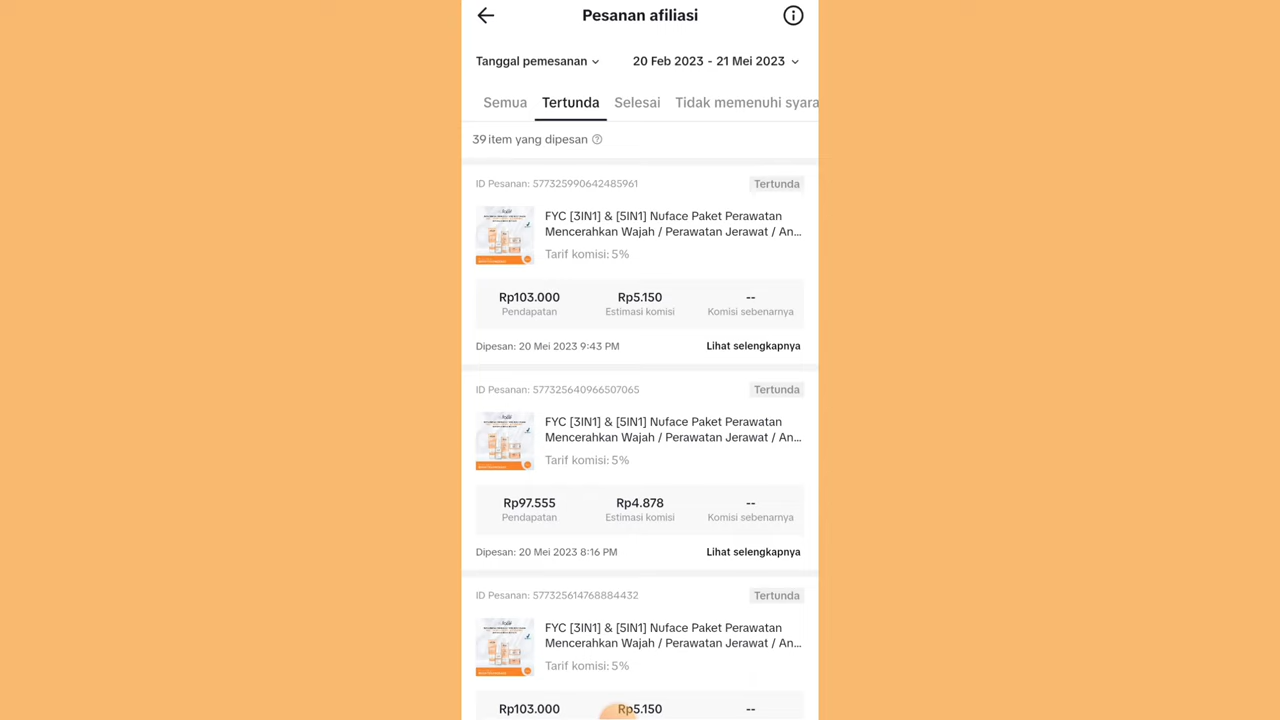 Pesanan afiliasi
Tanggal pemesanan
20 Feb 2023 - 21 Mei 2023
Semua
Tertunda
Selesai
Tidak memenuhi syara
39 item yang dipesan
ID Pesanan: 577325990642485961
Tertunda
FYC [3IN1] & [5IN1] Nuface Paket Perawatan
Mencerahkan Wajah / Perawatan Jerawat / An...
Tarif komisi: 5%
Rp103.000
Rp5.150
--
Pendapatan
Estimasi komisi
Komisi sebenarnya
Dipesan: 20 Mei 2023 9:43 PM
Lihat selengkapnya
ID Pesanan: 577325640966507065
Tertunda
FYC [3IN1] & [5IN1] Nuface Paket Perawatan
Mencerahkan Wajah / Perawatan Jerawat / An...
Tarif komisi: 5%
Rp97.555
Rp4.878
--
Pendapatan
Estimasi komisi
Komisi sebenarnya
Dipesan: 20 Mei 2023 8:16 PM
Lihat selengkapnya
ID Pesanan: 577325614768884432
Tertunda
FYC [3IN1] & [5IN1] Nuface Paket Perawatan
Mencerahkan Wajah / Perawatan Jerawat / An...
Tarif komisi: 5%
Rp103.000
Rp5.150
--